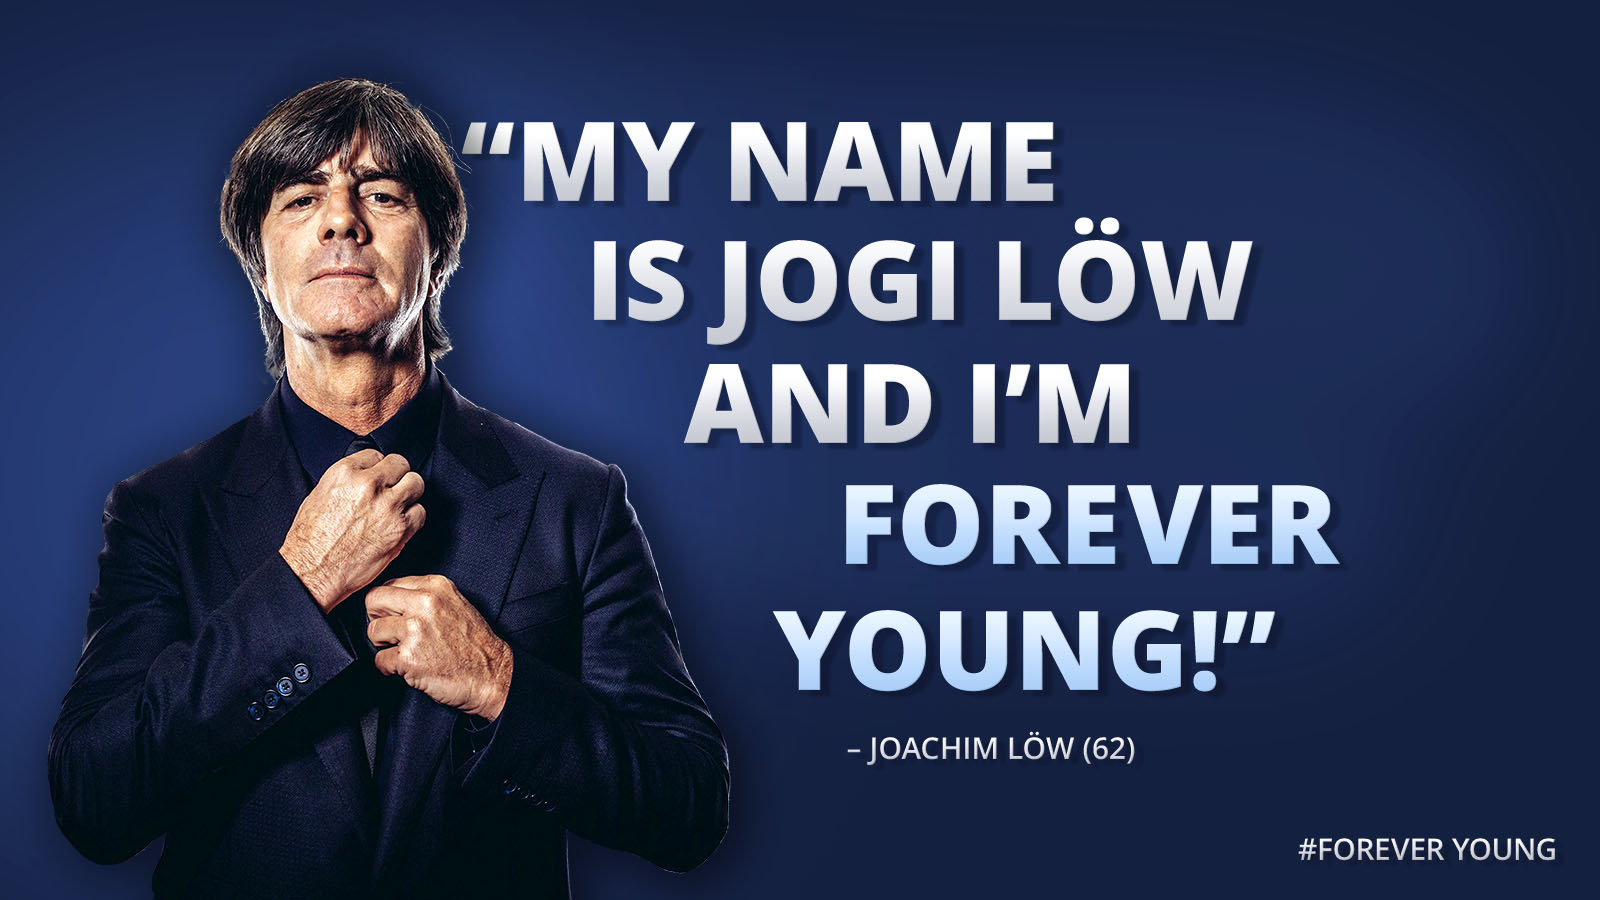 “MY NAME
IS JOGI LÖW
AND I’M
FOREVER
YOUNG!”
– JOACHIM LÖW (62)
#FOREVER YOUNG